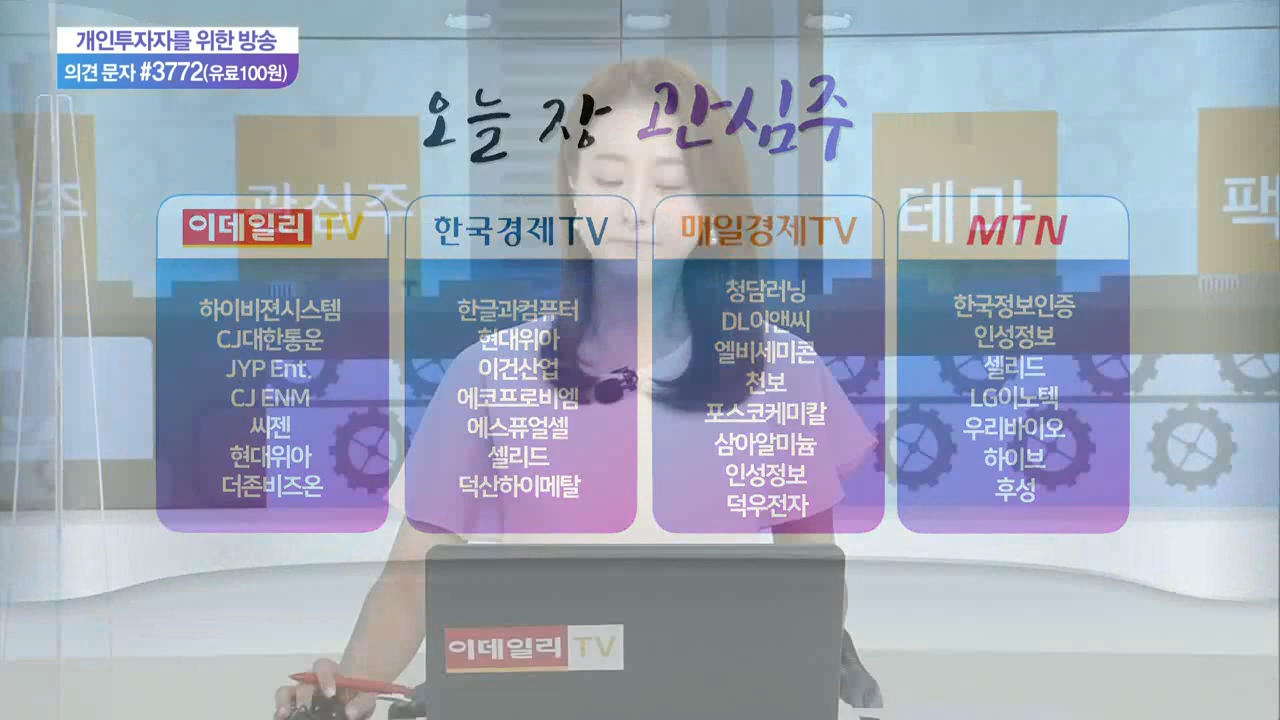 개인투자자를 위한 방송
의견 문자 #3772(유료100원)
오늘 장 관심주
관심주
테마
팩
이데일리 TV
하이비젼시스템
CJ대한통운
JYP Ent.
CJ ENM
씨젠
현대위아
더존비즈온
한국경제TV
한글과컴퓨터
현대위아
이건산업
에코프로비엠
에스퓨얼셀
셀리드
덕산하이메탈
매일경제TV
청담러닝
DL이앤씨
엘비세미콘
천보
포스코케미칼
삼아알미늄
인성정보
덕우전자
MTN
한국정보인증
인성정보
셀리드
LG이노텍
우리바이오
하이브
후성
이데일리 TV